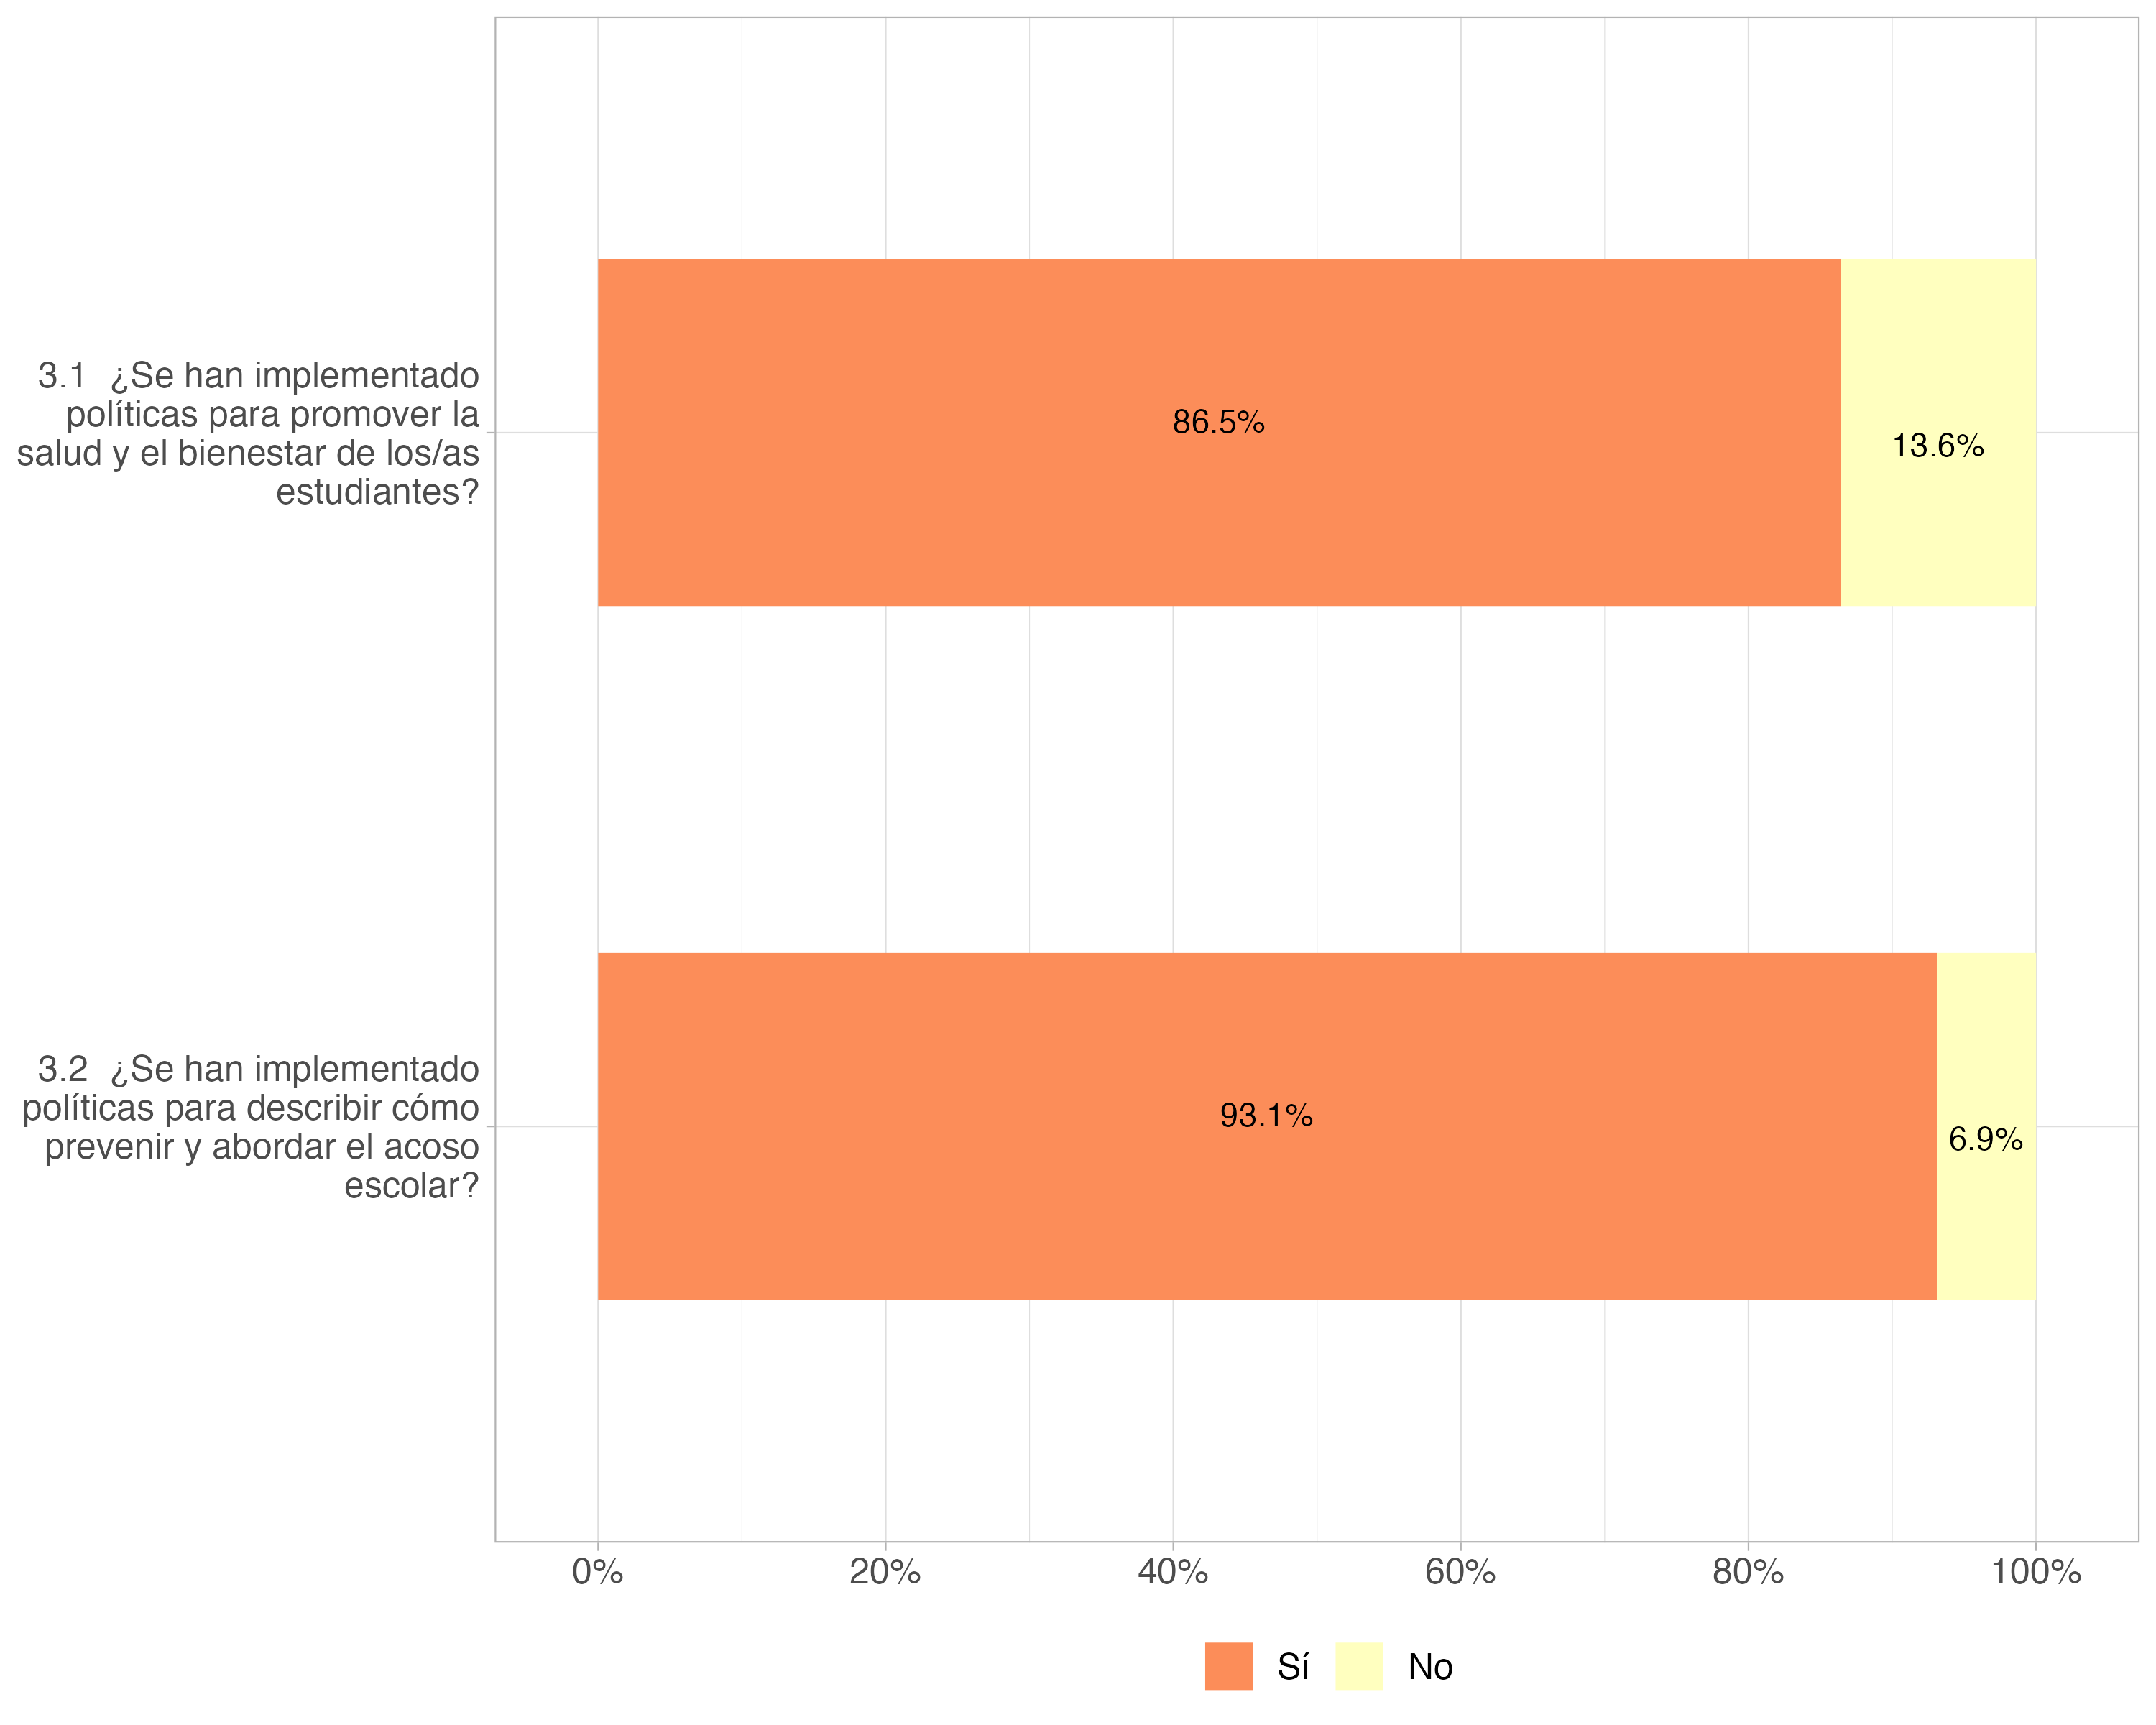 3.1  ¿Se han implementado
políticas para promover la
salud y el bienestar de los/as
estudiantes?
86.5%
13.6%
3.2  ¿Se han implementado
políticas para describir cómo
prevenir y abordar el acoso
escolar?
93.1%
6.9%
0%
20%
40%
60%
80%
100%
Sí
No